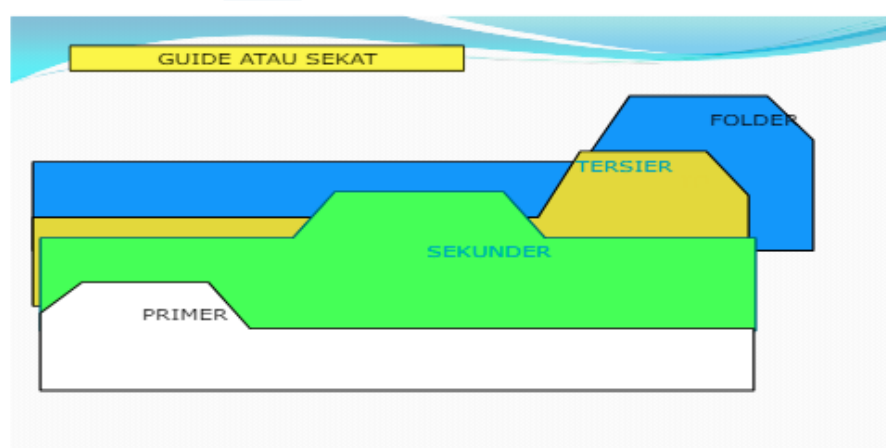 GUIDE ATAU SEKAT
FOLDER
TERSIER
SEKUNDER
PRIMER